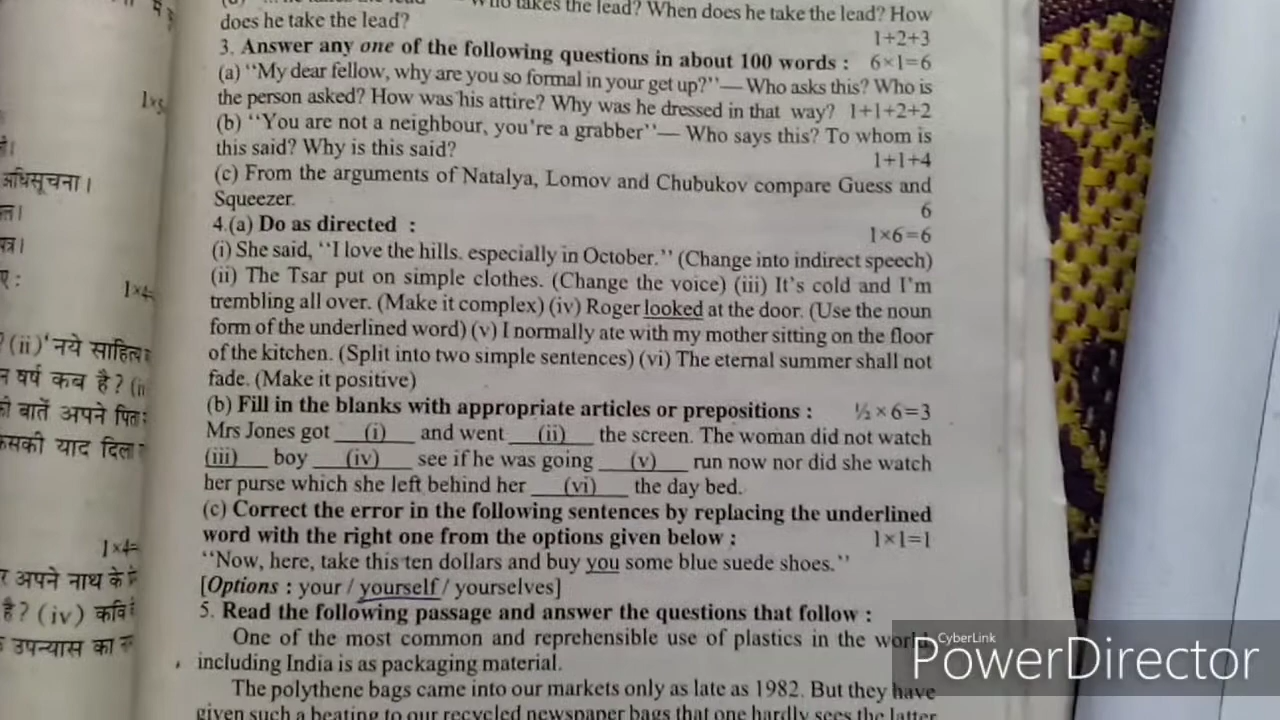 takes the lead? When does he take the lead? How
does he take the lead?
1+2+3
3. Answer any one of the following questions in about 100 words : 6×1=6
(a) "My dear fellow, why are you so formal in your get up?"— Who asks this? Who is
the person asked? How was his attire? Why was he dressed in that way? 1+1+2+2
(b) "You are not a neighbour, you're a grabber"— Who says this? To whom is
this said? Why is this said?
1+1+4
(c) From the arguments of Natalya, Lomov and Chubukov compare Guess and
Squeezer.
6
4.(a) Do as directed :
1×6=6
(i) She said, "I love the hills. especially in October." (Change into indirect speech)
(ii) The Tsar put on simple clothes. (Change the voice) (iii) It's cold and I'm
trembling all over. (Make it complex) (iv) Roger looked at the door. (Use the noun
form of the underlined word) (v) I normally ate with my mother sitting on the floor
of the kitchen. (Split into two simple sentences) (vi) The eternal summer shall not
fade. (Make it positive)
(b) Fill in the blanks with appropriate articles or prepositions : ½×6=3
Mrs Jones got (i) and went (ii) the screen. The woman did not watch
(iii) boy (iv) see if he was going (v) run now nor did she watch
her purse which she left behind her (vi) the day bed.
(c) Correct the error in the following sentences by replacing the underlined
word with the right one from the options given below :
1×1=1
"Now, here, take this ten dollars and buy you some blue suede shoes."
[Options : your / yourself / yourselves]
5. Read the following passage and answer the questions that follow :
One of the most common and reprehensible use of plastics in the world
including India is as packaging material.
The polythene bags came into our markets only as late as 1982. But they have
given such a beating to our recycled newspaper bags that one hardly sees the latter
अधिसूचना।
(ii) 'नये साहित्य
वर्ष कब है?
बातें अपने पिता
की याद दिला
1×4=
अपने नाथ के
है? (iv) कवि
उपन्यास का
CyberLink
PowerDirector